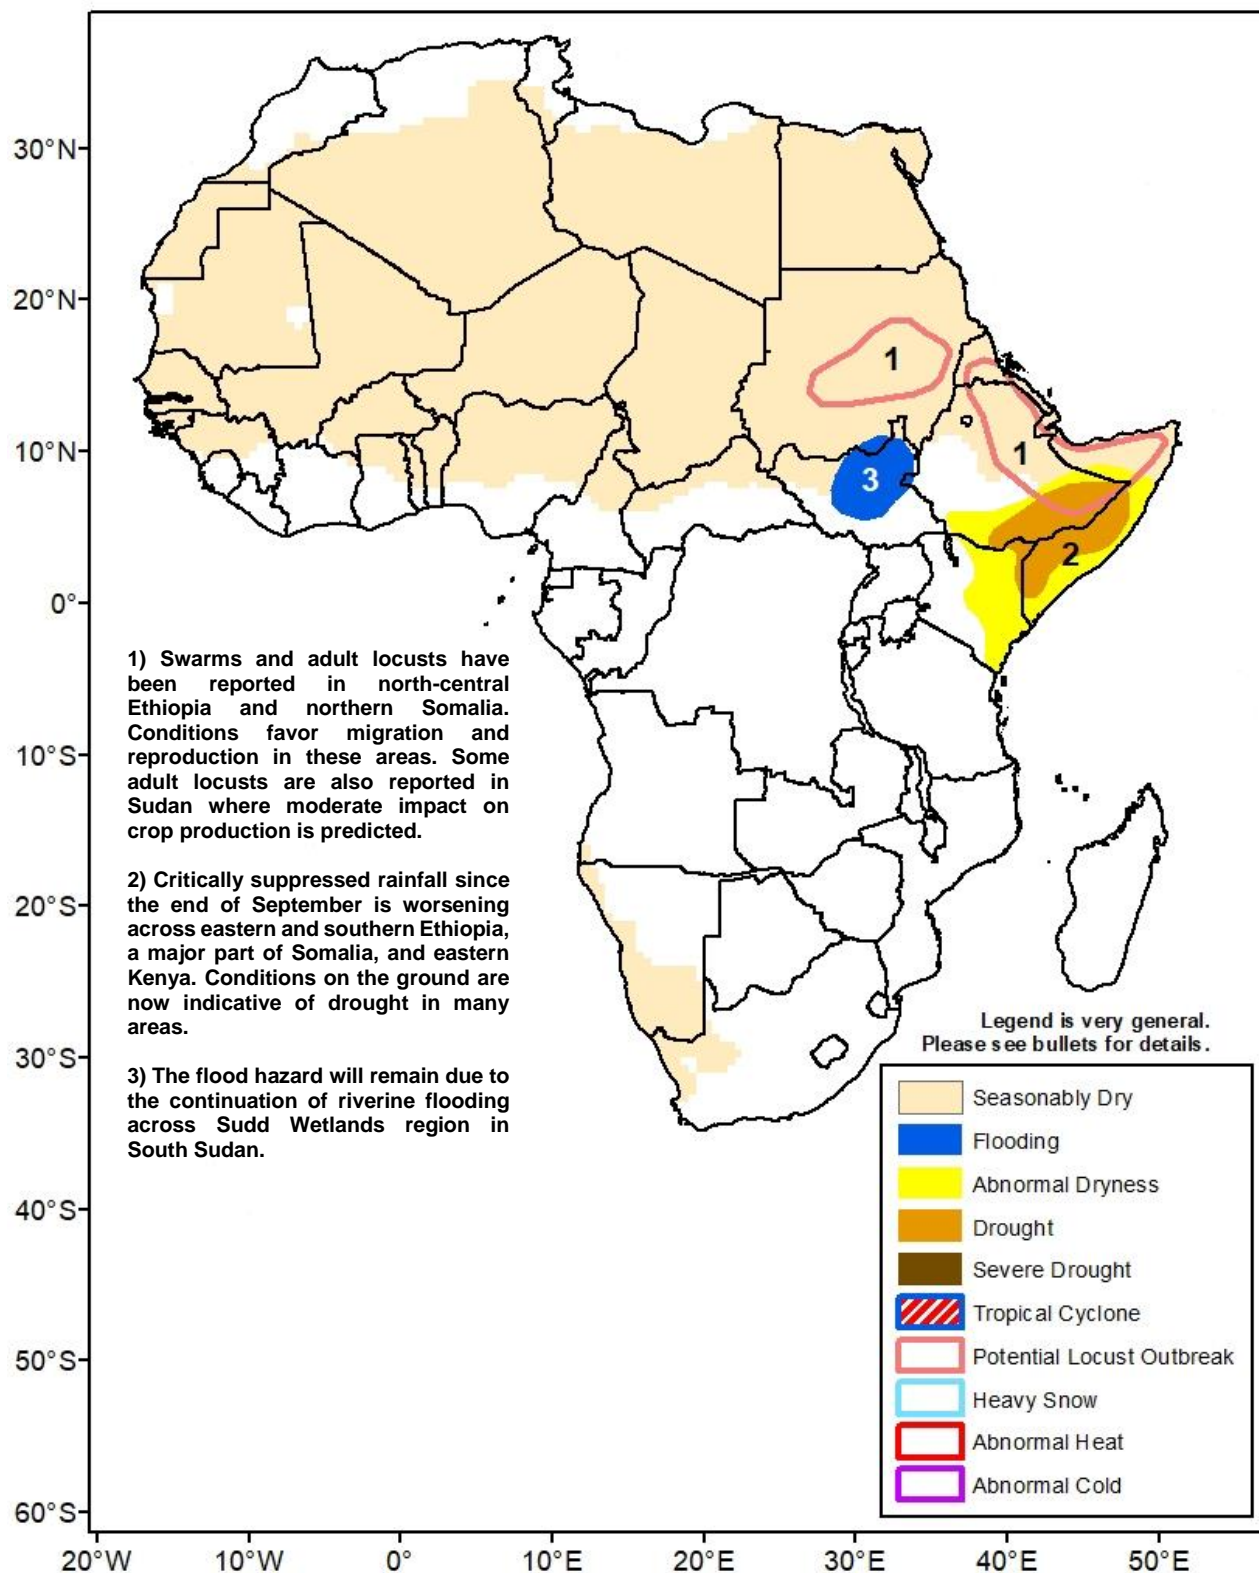 30°N
20°N
1
1
10°N
3
2
0°
1) Swarms and adult locusts have
been reported in north-central
Ethiopia and northern Somalia.
Conditions favor migration and
reproduction in these areas. Some
adult locusts are also reported in
Sudan where moderate impact on
crop production is predicted.
10°S
2) Critically suppressed rainfall since
the end of September is worsening
across eastern and southern Ethiopia,
a major part of Somalia, and eastern
Kenya. Conditions on the ground are
now indicative of drought in many
areas.
20°S
3) The flood hazard will remain due to
the continuation of riverine flooding
across Sudd Wetlands region in
South Sudan.
30°S
40°S
50°S
60°S
Legend is very general.
Please see bullets for details.
Seasonably Dry
Flooding
Abnormal Dryness
Drought
Severe Drought
Tropical Cyclone
Potential Locust Outbreak
Heavy Snow
Abnormal Heat
Abnormal Cold
20°W
10°W
0°
10°E
20°E
30°E
40°E
50°E